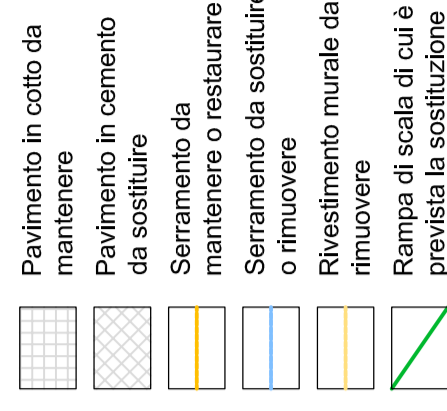 Pavimento in cotto da
mantenere
Pavimento in cemento
da sostituire
Serramento da
mantenere o restaurare
Serramento da sostituire
o rimuovere
Rivestimento murale da
rimuovere
Rampa di scala di cui è
prevista la sostituzione